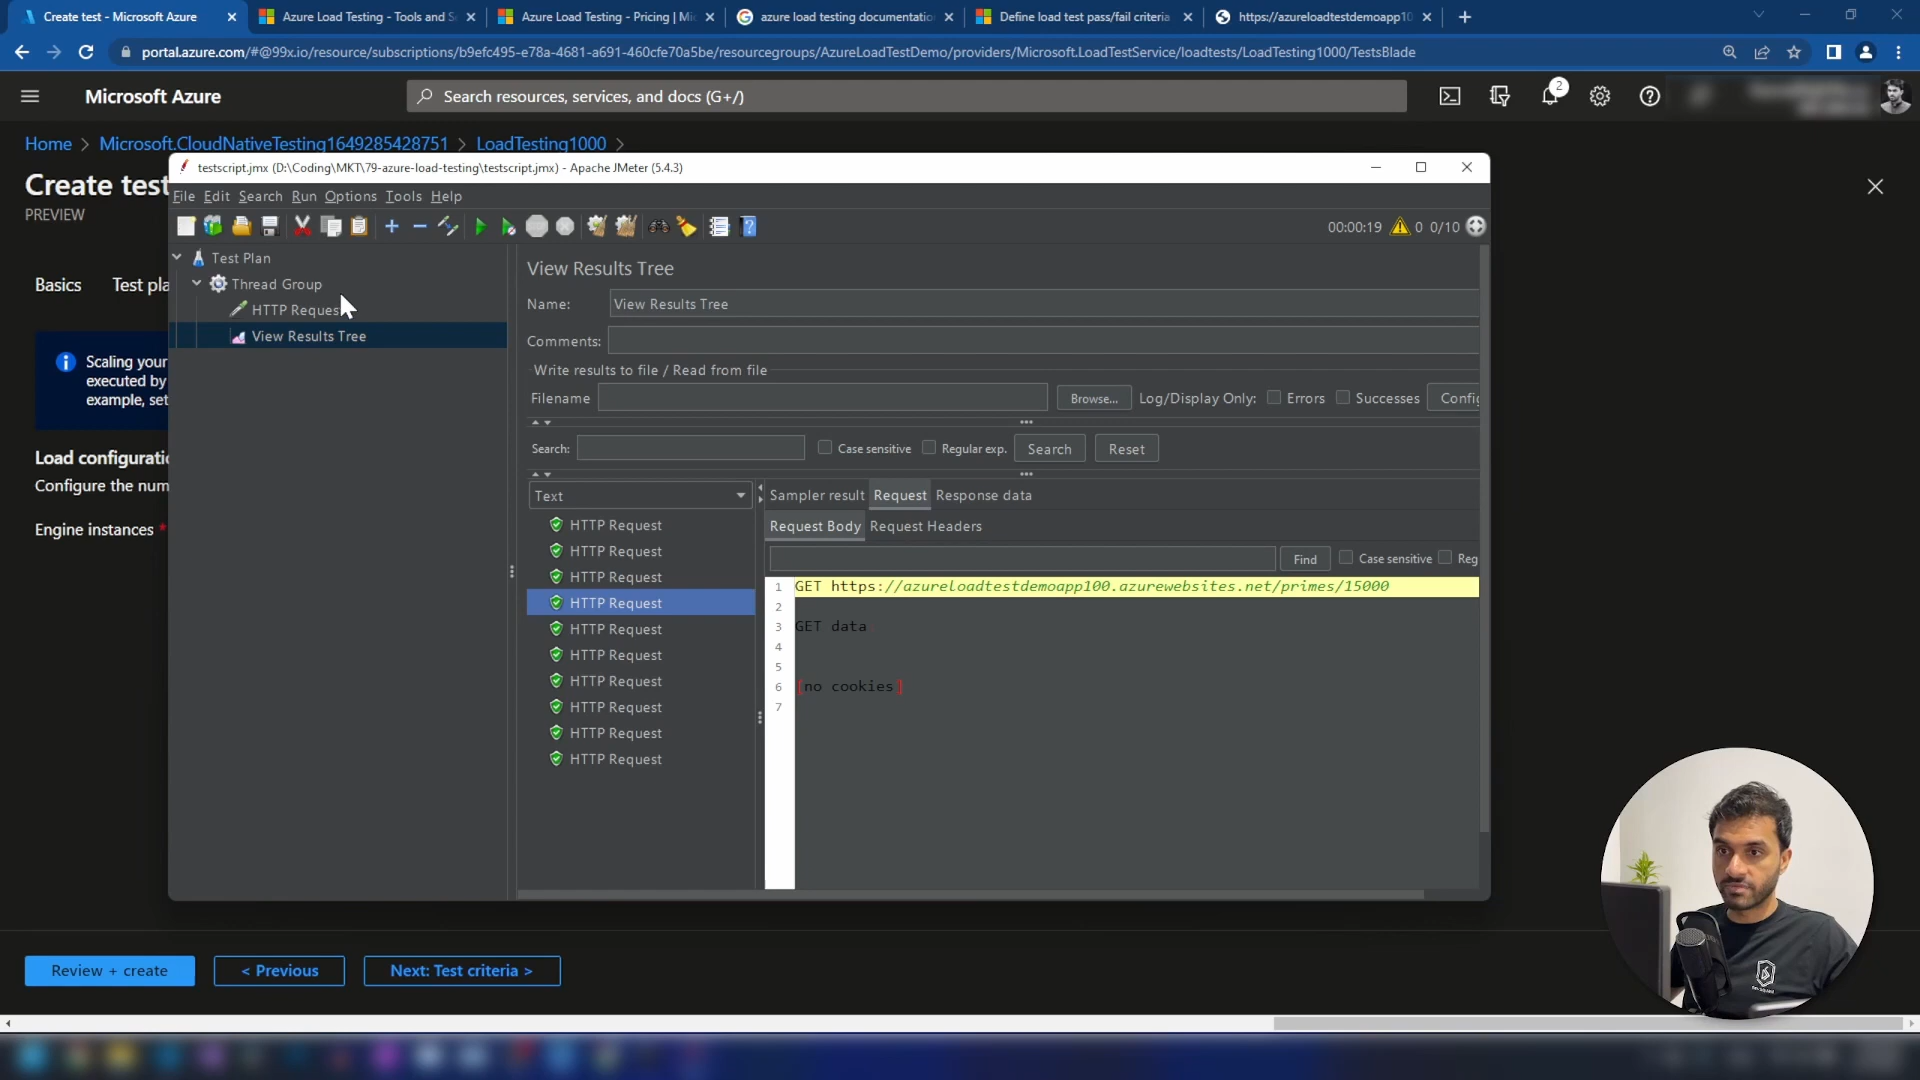 Create test - Microsoft Azure
Azure Load Testing - Tools and S
Azure Load Testing - Pricing | Mi
azure load testing documentatio
Define load test pass/fail criteria
https://azureloadtestdemoapp10
portal.azure.com/#@99x.io/resource/subscriptions/b9efc495-e78a-4681-a691-460cfe70a5be/resourcegroups/AzureLoadTestDemo/providers/Microsoft.LoadTestService/loadtests/LoadTesting1000/TestsBlade
Microsoft Azure
Search resources, services, and docs (G+/)
2
Home > Microsoft.CloudNativeTesting1649285428751 > LoadTesting1000 >
Create test
PREVIEW
Basics
Test pla
Scaling your
executed by
example, set
Load configuratio
Configure the num
Engine instances *
testscript.jmx (D:\Coding\MKT\79-azure-load-testing\testscript.jmx) - Apache JMeter (5.4.3)
File Edit Search Run Options Tools Help
00:00:19 0 0/10
Test Plan
Thread Group
HTTP Reques
View Results Tree
View Results Tree
Name: View Results Tree
Comments:
Write results to file / Read from file
Filename Browse... Log/Display Only: Errors Successes Config
Search: Case sensitive Regular exp. Search Reset
Text
HTTP Request
HTTP Request
HTTP Request
HTTP Request
HTTP Request
HTTP Request
HTTP Request
HTTP Request
HTTP Request
HTTP Request
Sampler result Request Response data
Request Body Request Headers
Find Case sensitive Reg
1 GET https://azureloadtestdemoapp100.azurewebsites.net/primes/15000
2
3 GET data
4
5
6 [no cookies]
7
Review + create
< Previous
Next: Test criteria >